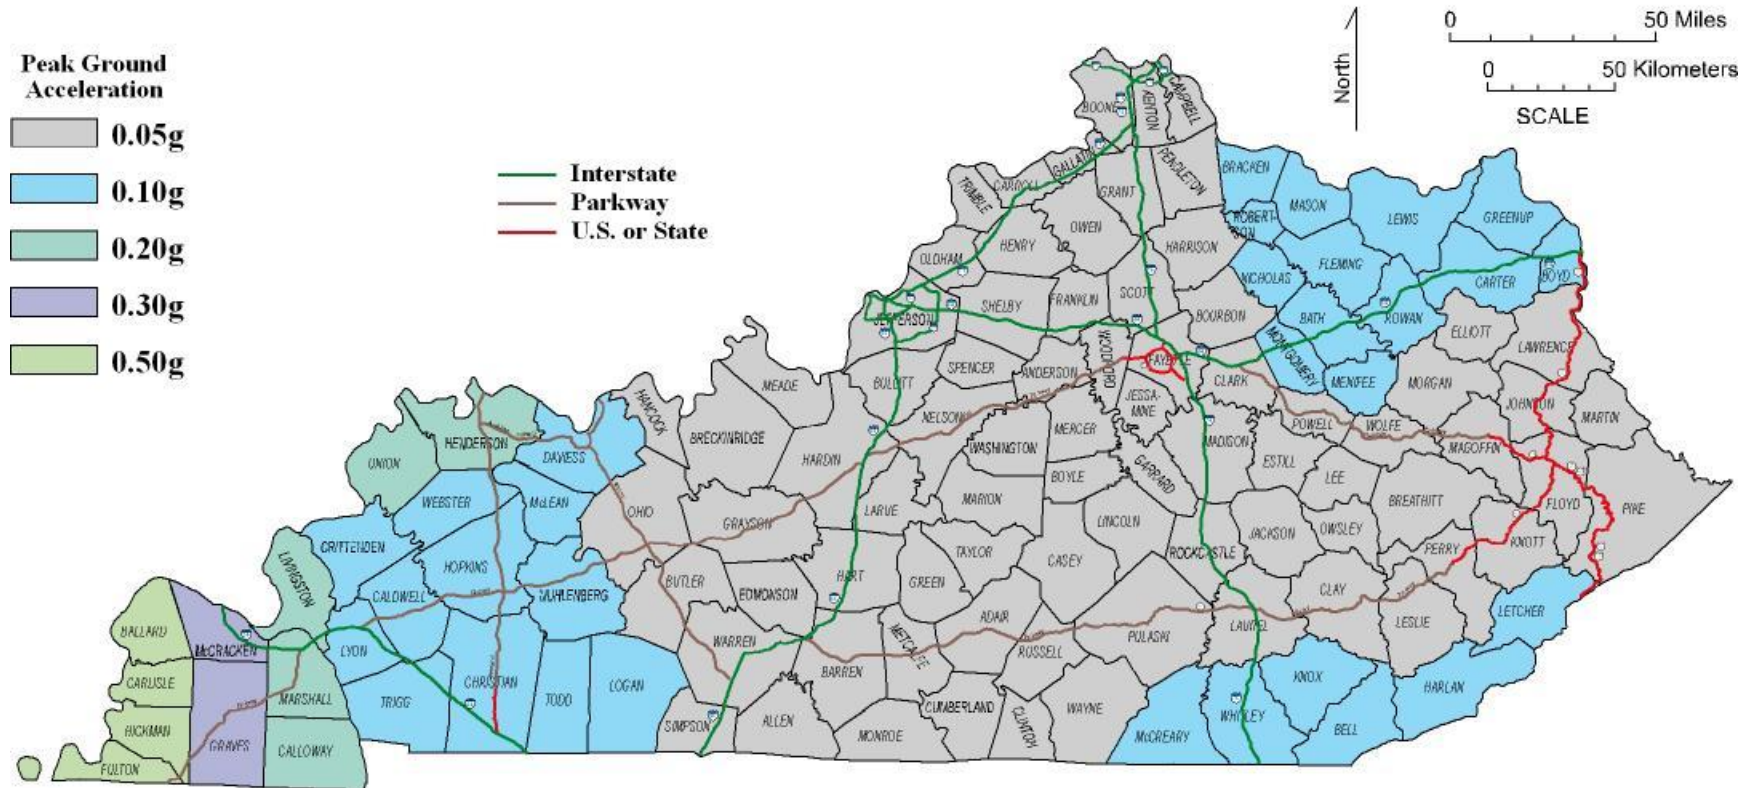 Peak Ground
Acceleration
0.05g
0.10g
0.20g
0.30g
0.50g
Interstate
Parkway
U.S. or State
North
0 50 Miles
0 50 Kilometers
SCALE
BOONE
KENTON
CAMPBELL
GALLATIN
CARROLL
TRIMBLE
GRANT
PENDLETON
BRACKEN
MASON
ROBERT-
SON
LEWIS
GREENUP
OWEN
HENRY
OLDHAM
HARRISON
NICHOLAS
FLEMING
CARTER
BOYD
JEFFERSON
SHELBY
FRANKLIN
SCOTT
BOURBON
BATH
ROWAN
ELLIOTT
LAWRENCE
WOODFORD
FAYETTE
MONTGOMERY
MENIFEE
MORGAN
CLARK
SPENCER
ANDERSON
BULLITT
MEADE
HANCOCK
BRECKINRIDGE
NELSON
JESSA-
MINE
JOHNSON
MARTIN
POWELL
WOLFE
MAGOFFIN
MERCER
MADISON
WASHINGTON
GARRARD
ESTILL
HARDIN
HENDERSON
UNION
DAVIESS
WEBSTER
McLEAN
OHIO
GRAYSON
LARUE
MARION
BOYLE
LINCOLN
LEE
BREATHITT
FLOYD
PIKE
JACKSON
OWSLEY
ROCKCASTLE
PERRY
KNOTT
CRITTENDEN
LIVINGSTON
HOPKINS
CALDWELL
MUHLENBERG
BUTLER
EDMONSON
HART
GREEN
TAYLOR
CASEY
CLAY
LESLIE
LETCHER
BALLARD
McCRACKEN
LYON
WARREN
BARREN
METCALFE
ADAIR
RUSSELL
PULASKI
LAUREL
CARLISLE
MARSHALL
TRIGG
CHRISTIAN
TODD
LOGAN
SIMPSON
ALLEN
MONROE
CUMBERLAND
CLINTON
WAYNE
McCREARY
WHITLEY
KNOX
BELL
HARLAN
HICKMAN
FULTON
GRAVES
CALLOWAY